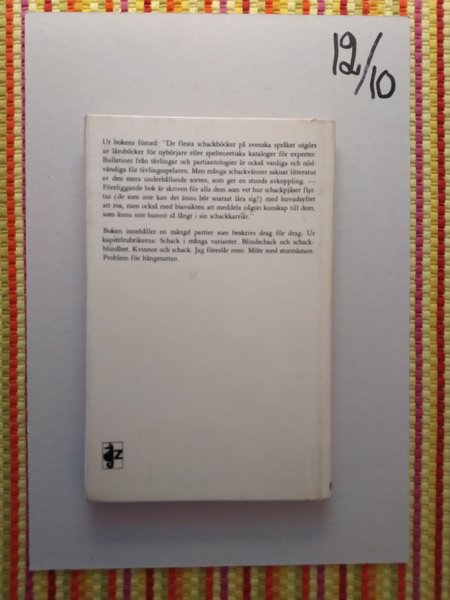 12/10
Ur bokens förord: "De flesta schackböcker på svenska språket utgörs
av läroböcker för nybörjare eller spelteoretiska kataloger för experter.
Bulletiner från tävlingar och partiantologier är också vanliga och nöd-
vändiga för tävlingsspelaren. Men många schackvänner saknar litteratur
av den mera underhållande sorten, som ger en stunds avkoppling. —
Föreliggande bok är skriven för alla dem som vet hur schackpjäser flyt-
tas (de som inte kan det ännu bör snarast lära sig!) med huvudsyftet
att roa, men också med biavsikten att meddela någon kunskap till dem,
som ännu inte hunnit så långt i sin schackkarriär."
Boken innehåller en mängd partier som beskrivs drag för drag. Ur
kapitelrubrikerna: Schack i många varianter. Blindschack och schack-
blindhet. Kvinnor och schack. Jag föreslår remi. Möte med stormästare.
Problem för hängmattan.
Z